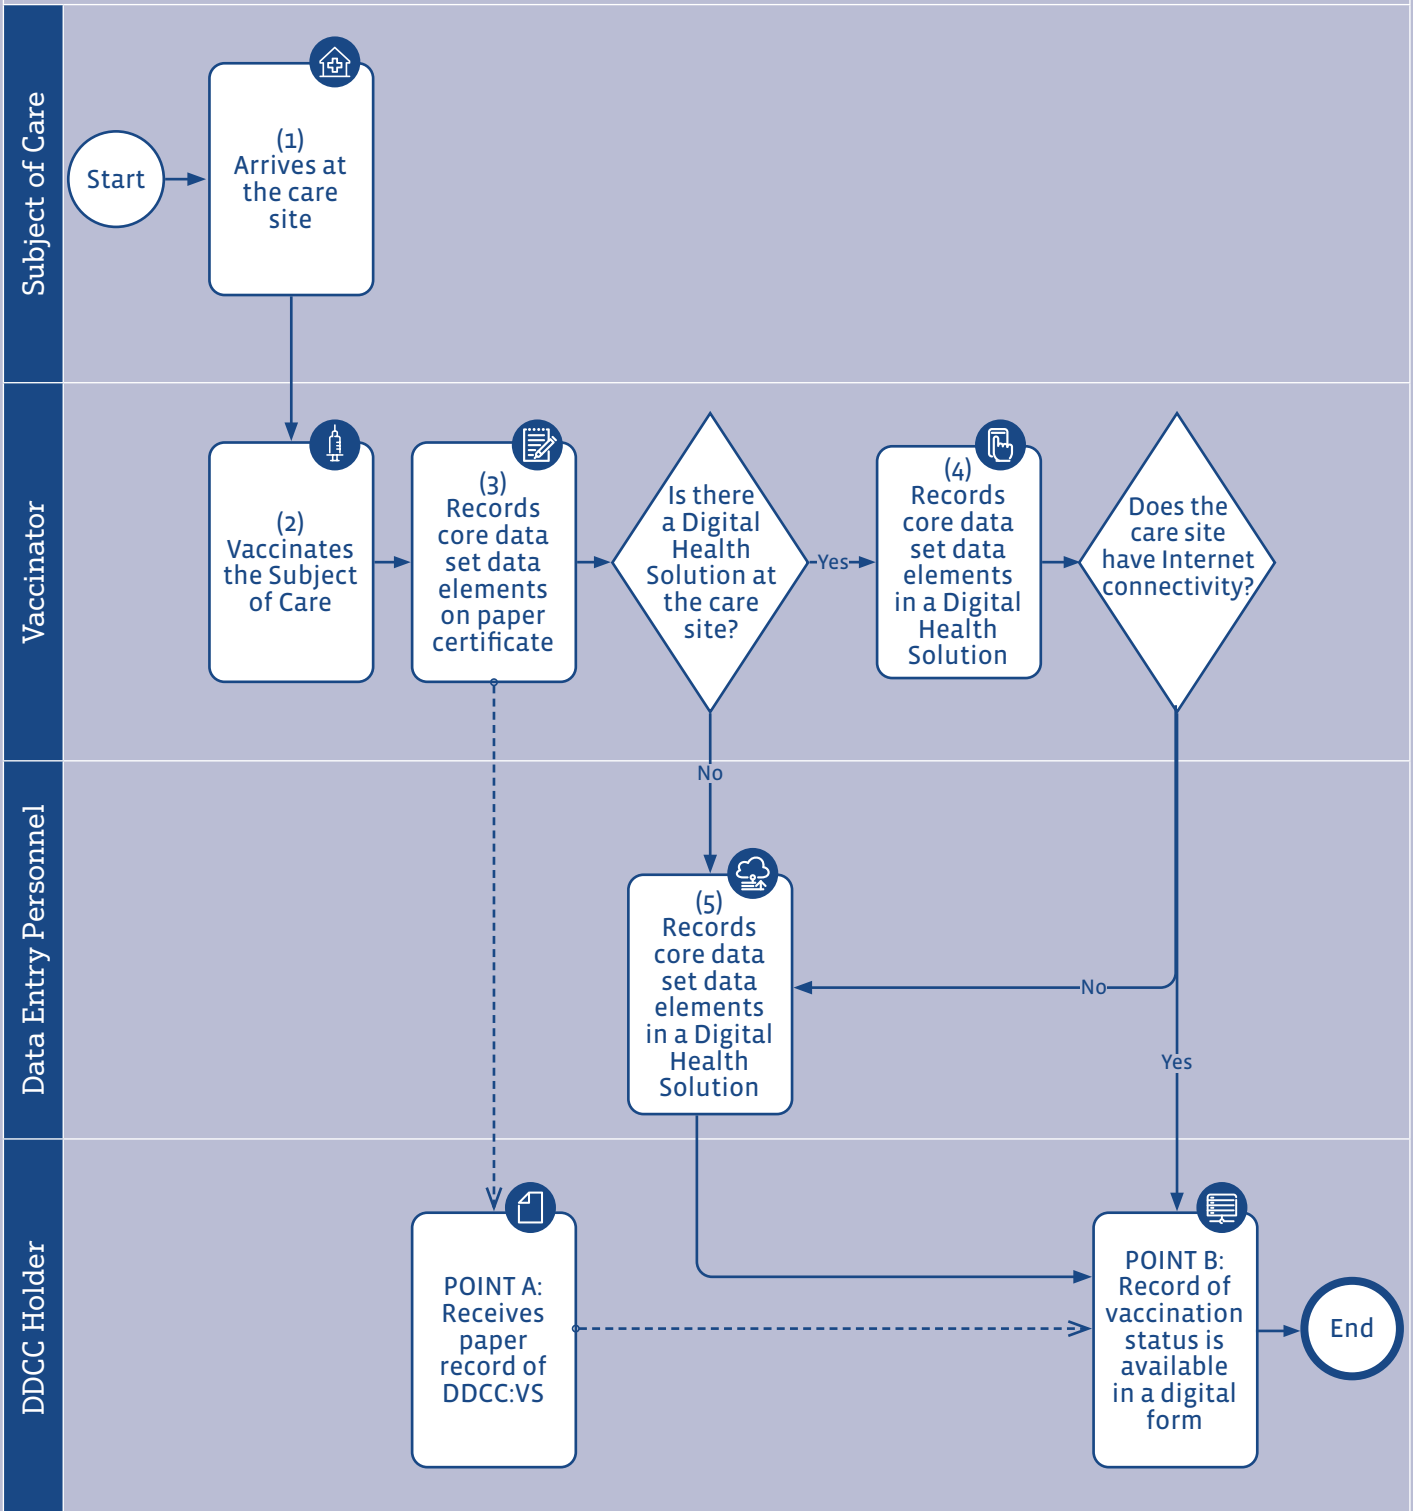 Subject of Care
Start
(1)
Arrives at
the care
site
Vaccinator
(2)
Vaccinates
the Subject
of Care
(3)
Records
core data
set data
elements
on paper
certificate
Is there
a Digital
Health
Solution at
the care
site?
Yes
(4)
Records
core data
set data
elements
in a Digital
Health
Solution
Does the
care site
have Internet
connectivity?
No
Data Entry Personnel
(5)
Records
core data
set data
elements
in a Digital
Health
Solution
No
Yes
DDCC Holder
POINT A:
Receives
paper
record of
DDCC:VS
POINT B:
Record of
vaccination
status is
available
in a digital
form
End